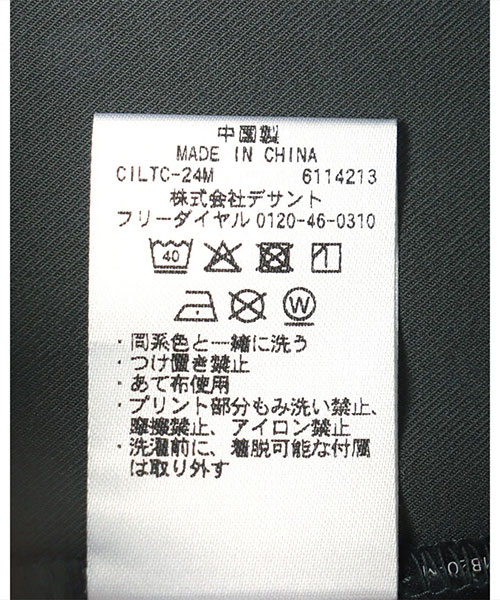 中国製
MADE IN CHINA
CILTC-24M 6114213
株式会社デサント
フリーダイヤル 0120-46-0310
40
W
・同系色と一緒に洗う
・つけ置き禁止
・あて布使用
・プリント部分もみ洗い禁止、
摩擦禁止、アイロン禁止
・洗濯前に、着脱可能な付属
は取り外す